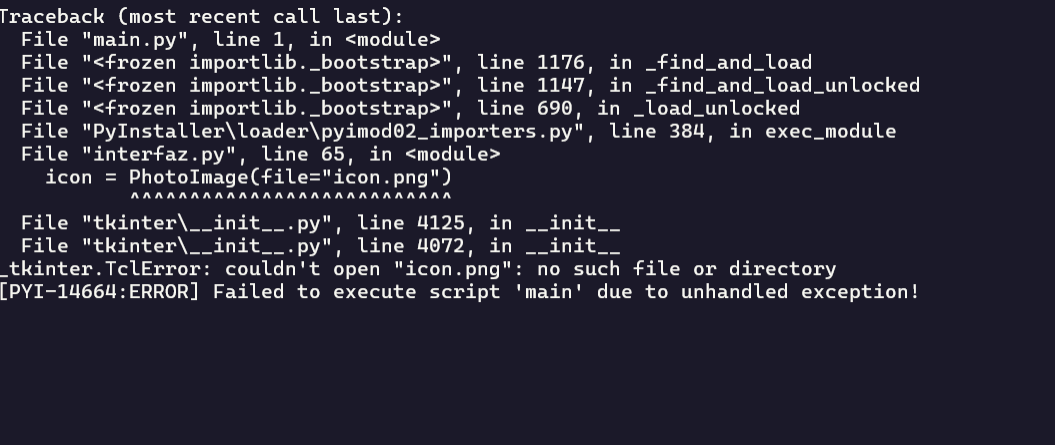 Traceback (most recent call last):
  File "main.py", line 1, in <module>
  File "<frozen importlib._bootstrap>", line 1176, in _find_and_load
  File "<frozen importlib._bootstrap>", line 1147, in _find_and_load_unlocked
  File "<frozen importlib._bootstrap>", line 690, in _load_unlocked
  File "PyInstaller\loader\pyimod02_importers.py", line 384, in exec_module
  File "interfaz.py", line 65, in <module>
    icon = PhotoImage(file="icon.png")
           ^^^^^^^^^^^^^^^^^^^^^^^^^^^
  File "tkinter\__init__.py", line 4125, in __init__
  File "tkinter\__init__.py", line 4072, in __init__
_tkinter.TclError: couldn't open "icon.png": no such file or directory
[PYI-14664:ERROR] Failed to execute script 'main' due to unhandled exception!